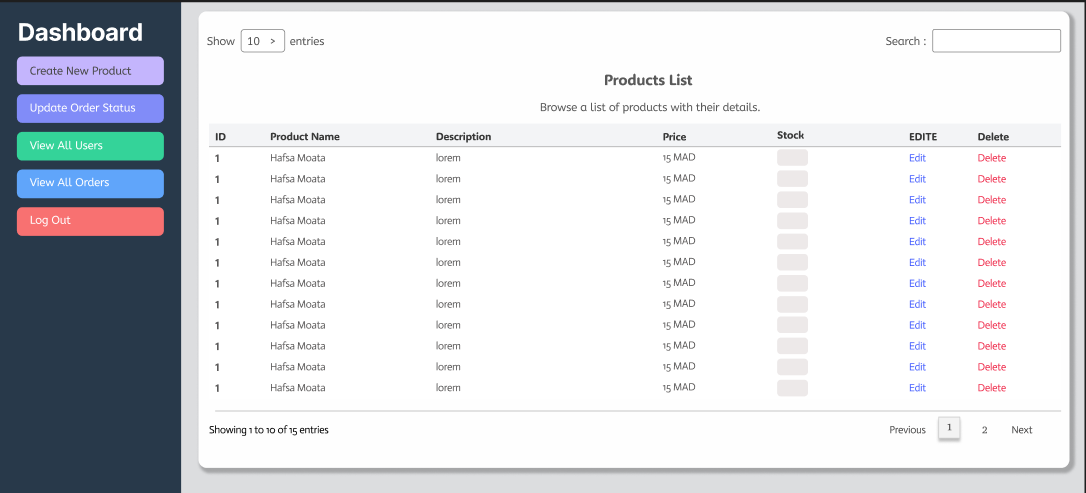 Dashboard
Create New Product
Update Order Status
View All Users
View All Orders
Log Out
Show 10 > entries
Search :
Products List
Browse a list of products with their details.
ID Product Name Description Price Stock EDITE Delete
1 Hafsa Moata lorem 15 MAD Edit Delete
1 Hafsa Moata lorem 15 MAD Edit Delete
1 Hafsa Moata lorem 15 MAD Edit Delete
1 Hafsa Moata lorem 15 MAD Edit Delete
1 Hafsa Moata lorem 15 MAD Edit Delete
1 Hafsa Moata lorem 15 MAD Edit Delete
1 Hafsa Moata lorem 15 MAD Edit Delete
1 Hafsa Moata lorem 15 MAD Edit Delete
1 Hafsa Moata lorem 15 MAD Edit Delete
1 Hafsa Moata lorem 15 MAD Edit Delete
1 Hafsa Moata lorem 15 MAD Edit Delete
1 Hafsa Moata lorem 15 MAD Edit Delete
Showing 1 to 10 of 15 entries
Previous 1 2 Next